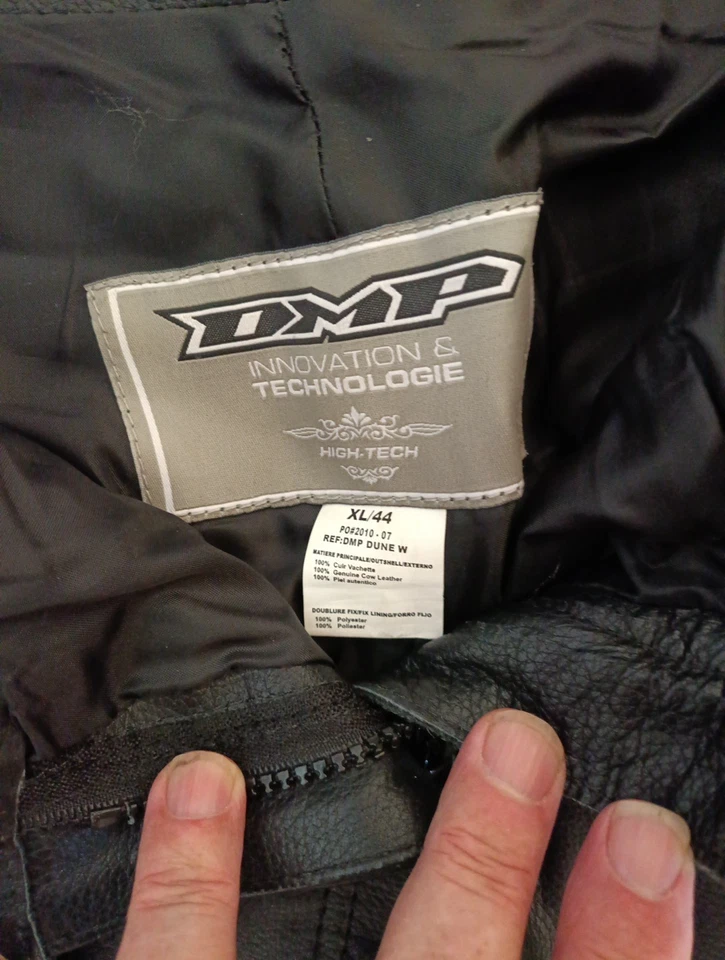 DMP
INNOVATION &
TECHNOLOGIE
HIGH-TECH
XL/44
PO#2010 - 07
REF:DMP DUNE W
MATIERE PRINCIPALE/OUTSHELL/EXTERNO
100% Cuir Vachette
100% Genuine Cow Leather
100% Piel autentico
DOUBLURE FIX/FIX LINING/FORRO FIJO
100% Polyester
100% Poliester